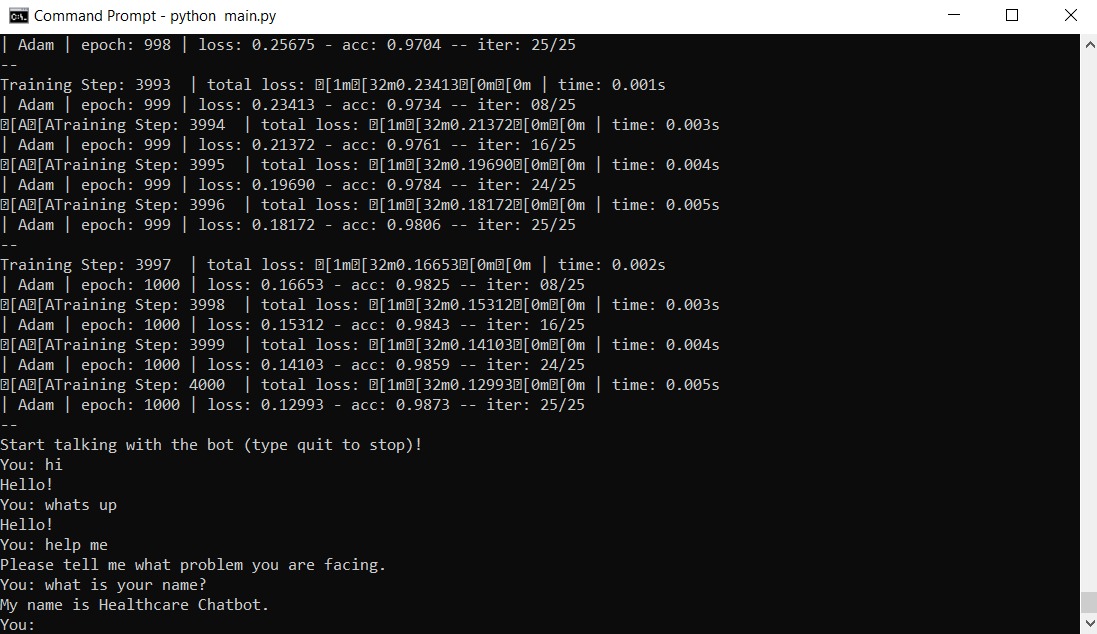 Command Prompt - python  main.py
| Adam | epoch: 998 | loss: 0.25675 - acc: 0.9704 -- iter: 25/25
--
Training Step: 3993  | total loss: �[1m�[32m0.23413�[0m�[0m | time: 0.001s
| Adam | epoch: 999 | loss: 0.23413 - acc: 0.9734 -- iter: 08/25
�[A�[ATraining Step: 3994  | total loss: �[1m�[32m0.21372�[0m�[0m | time: 0.003s
| Adam | epoch: 999 | loss: 0.21372 - acc: 0.9761 -- iter: 16/25
�[A�[ATraining Step: 3995  | total loss: �[1m�[32m0.19690�[0m�[0m | time: 0.004s
| Adam | epoch: 999 | loss: 0.19690 - acc: 0.9784 -- iter: 24/25
�[A�[ATraining Step: 3996  | total loss: �[1m�[32m0.18172�[0m�[0m | time: 0.005s
| Adam | epoch: 999 | loss: 0.18172 - acc: 0.9806 -- iter: 25/25
--
Training Step: 3997  | total loss: �[1m�[32m0.16653�[0m�[0m | time: 0.002s
| Adam | epoch: 1000 | loss: 0.16653 - acc: 0.9825 -- iter: 08/25
�[A�[ATraining Step: 3998  | total loss: �[1m�[32m0.15312�[0m�[0m | time: 0.003s
| Adam | epoch: 1000 | loss: 0.15312 - acc: 0.9843 -- iter: 16/25
�[A�[ATraining Step: 3999  | total loss: �[1m�[32m0.14103�[0m�[0m | time: 0.004s
| Adam | epoch: 1000 | loss: 0.14103 - acc: 0.9859 -- iter: 24/25
�[A�[ATraining Step: 4000  | total loss: �[1m�[32m0.12993�[0m�[0m | time: 0.005s
| Adam | epoch: 1000 | loss: 0.12993 - acc: 0.9873 -- iter: 25/25
--
Start talking with the bot (type quit to stop)!
You: hi
Hello!
You: whats up
Hello!
You: help me
Please tell me what problem you are facing.
You: what is your name?
My name is Healthcare Chatbot.
You: